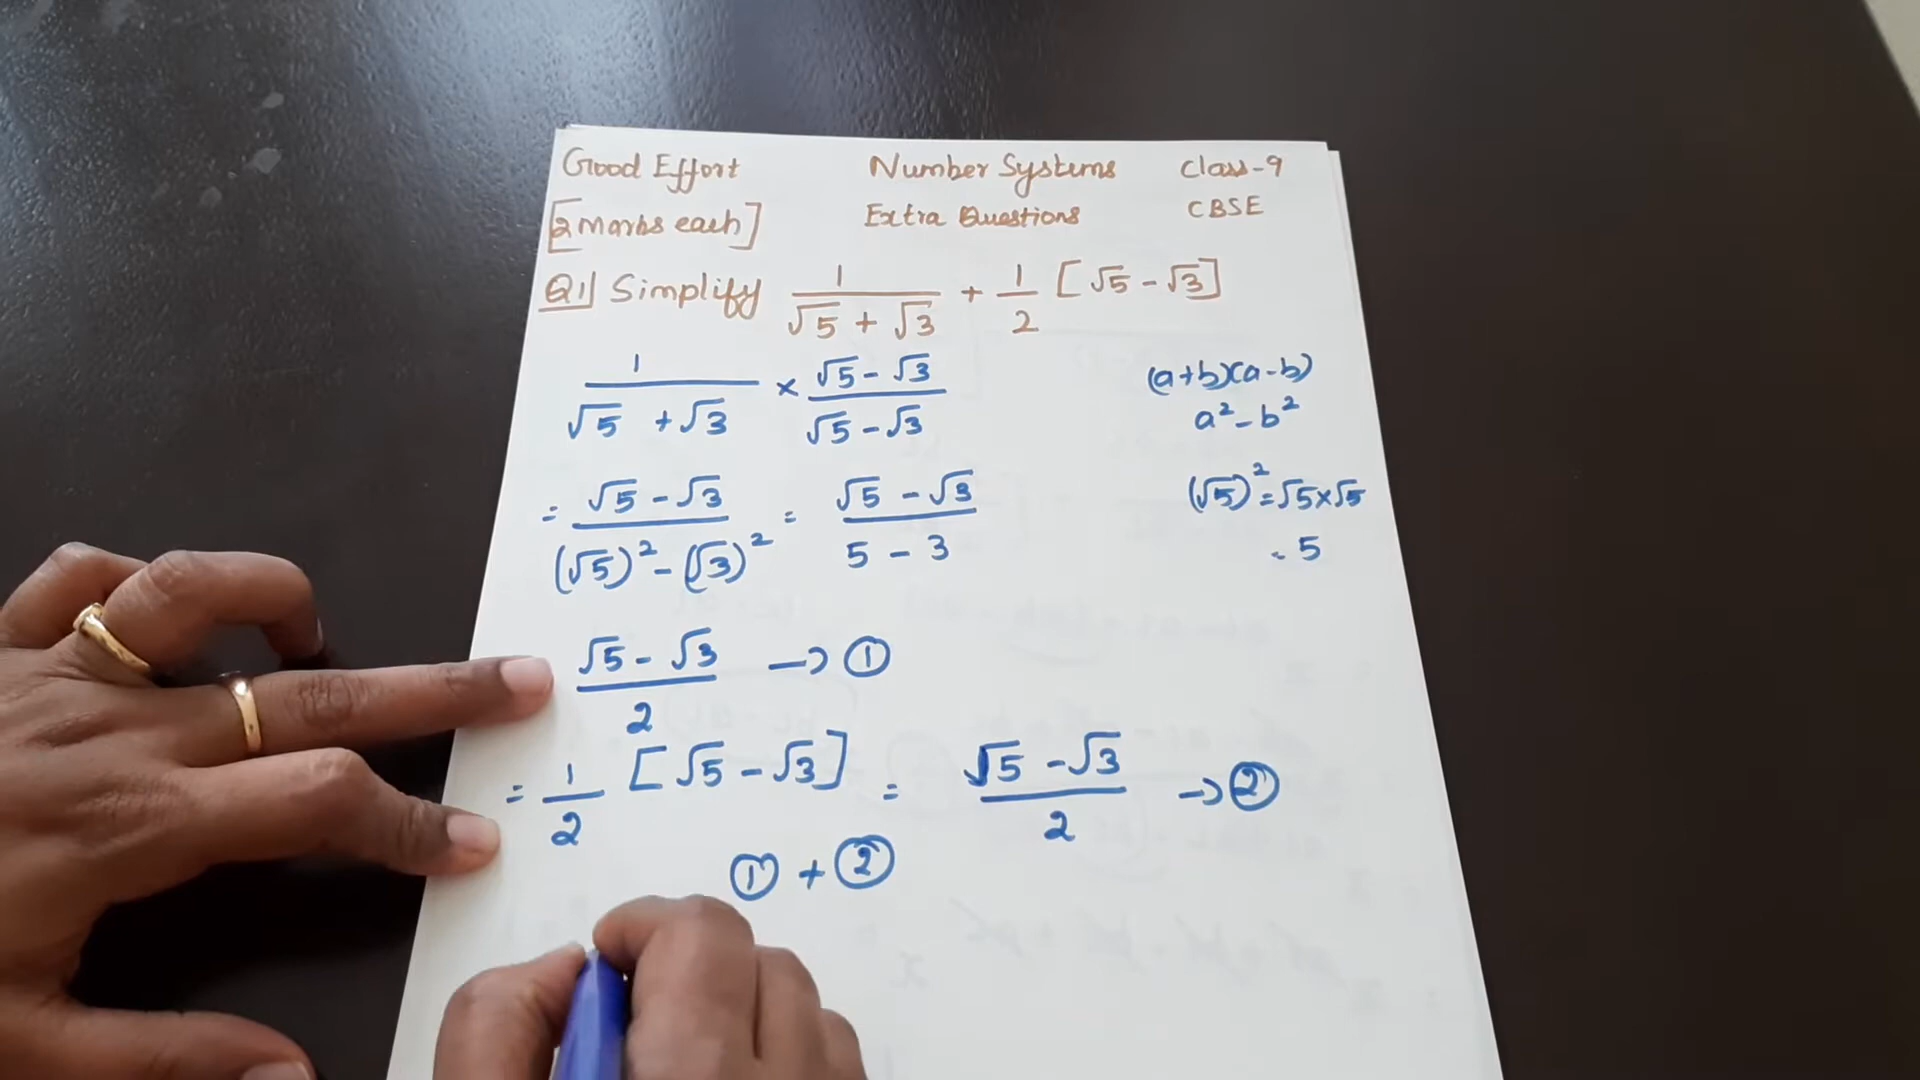 Good Effort Number Systems Class-9
[2 Marks each] Extra Questions CBSE
Q1] Simplify 1/(√5 + √3) + 1/2 [√5 - √3]
1/(√5 + √3) × (√5 - √3)/(√5 - √3) (a+b)(a-b)
a² - b²
= (√5 - √3)/((√5)² - (√3)²) = (√5 - √3)/(5 - 3) (√5)² = √5×√5
= 5
(√5 - √3)/2 → ①
= 1/2 [√5 - √3] = (√5 - √3)/2 → ②
① + ②